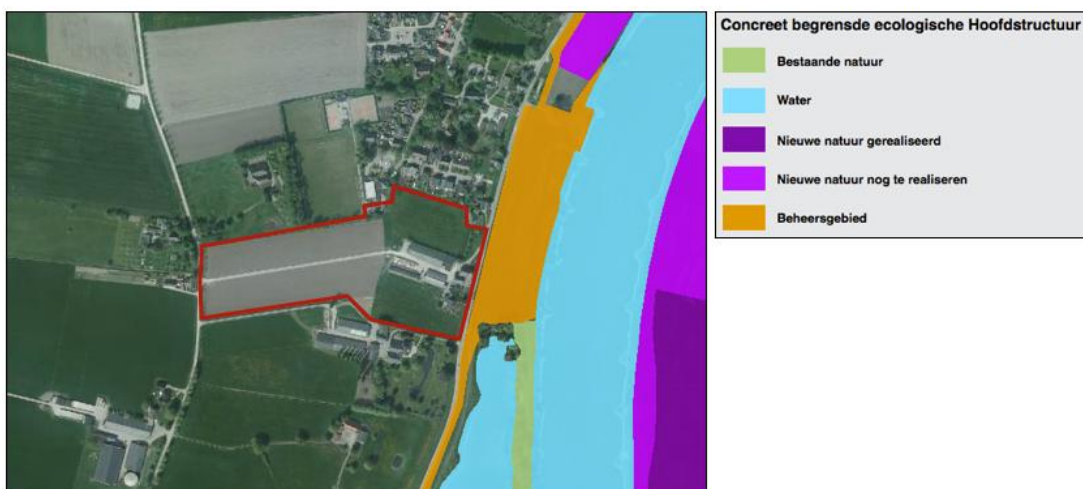 Concreet begrensde ecologische Hoofdstructuur
Bestaande natuur
Water
Nieuwe natuur gerealiseerd
Nieuwe natuur nog te realiseren
Beheersgebied